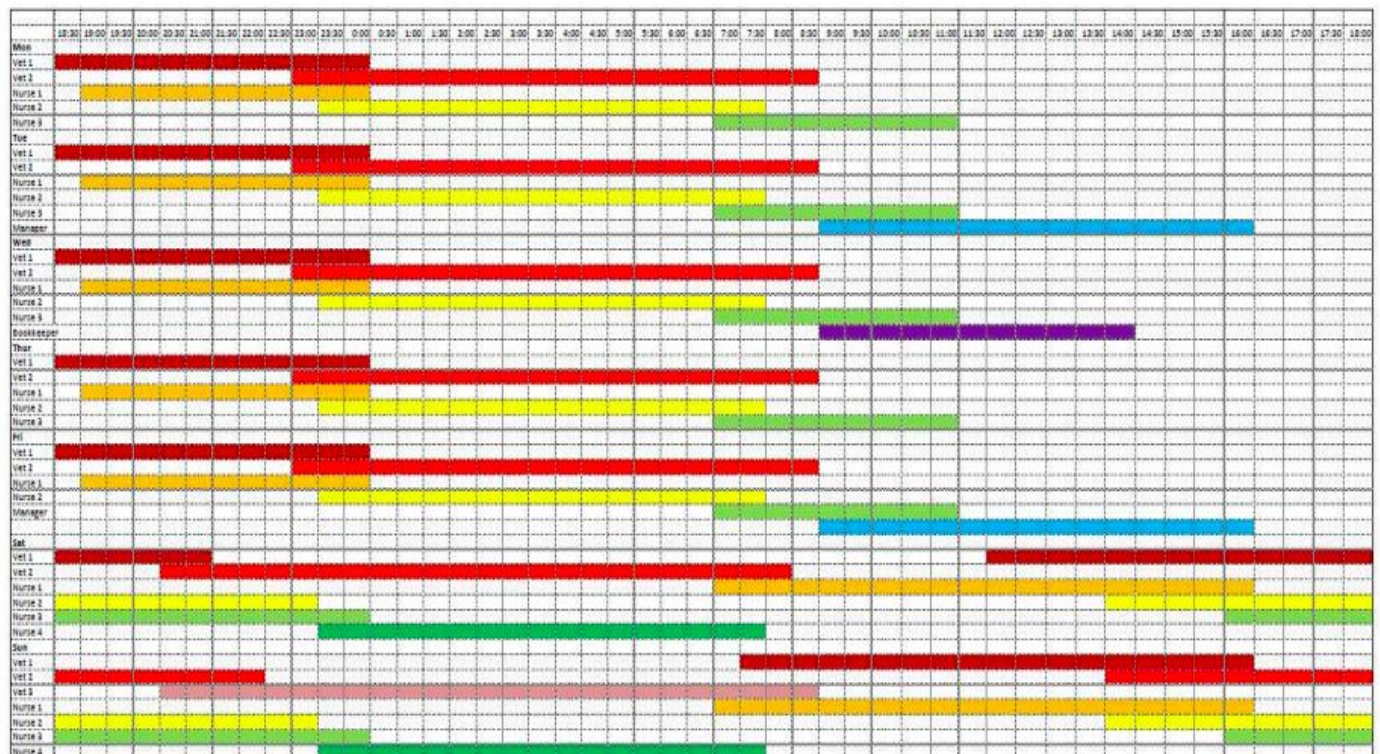 18:30 19:00 19:30 20:00 20:30 21:00 21:30 22:00 22:30 23:00 23:30 0:00 0:30 1:00 1:30 2:00 2:30 3:00 3:30 4:00 4:30 5:00 5:30 6:00 6:30 7:00 7:30 8:00 8:30 9:00 9:30 10:00 10:30 11:00 11:30 12:00 12:30 13:00 13:30 14:00 14:30 15:00 15:30 16:00 16:30 17:00 17:30 18:00
Mon
Vet 1
Vet 2
Nurse 1
Nurse 2
Nurse 3
Tue
Vet 1
Vet 2
Nurse 1
Nurse 2
Nurse 3
Manager
Wed
Vet 1
Vet 2
Nurse 1
Nurse 2
Nurse 3
Bookkeeper
Thur
Vet 1
Vet 2
Nurse 1
Nurse 2
Nurse 3
Fri
Vet 1
Vet 2
Nurse 1
Nurse 2
Manager
Sat
Vet 1
Vet 2
Nurse 1
Nurse 2
Nurse 3
Nurse 4
Sun
Vet 1
Vet 2
Vet 3
Nurse 1
Nurse 2
Nurse 3
Nurse 4